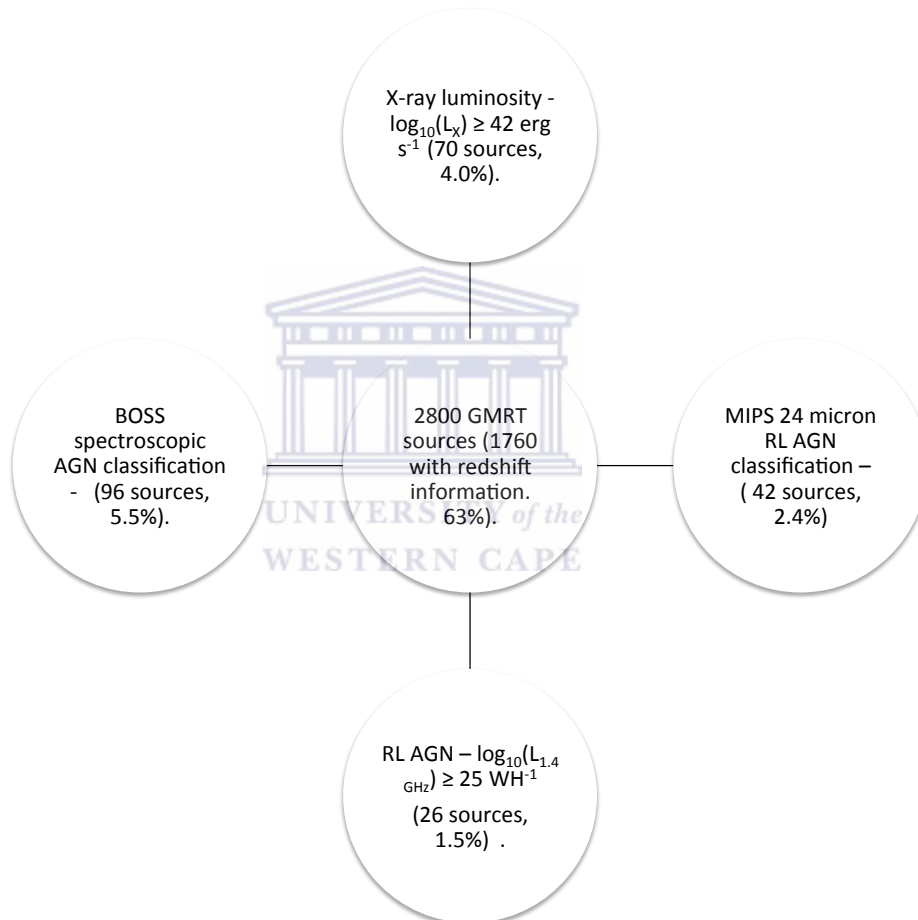 X-ray luminosity -
log₁₀(Lₓ) ≥ 42 erg
s⁻¹ (70 sources,
4.0%).
BOSS
spectroscopic
AGN classification
- (96 sources,
5.5%).
2800 GMRT
sources (1760
with redshift
information.
63%).
MIPS 24 micron
RL AGN
classification –
( 42 sources,
2.4%)
UNIVERSITY of the
WESTERN CAPE
RL AGN – log₁₀(L₁.₄
GHz) ≥ 25 WH⁻¹
(26 sources,
1.5%) .